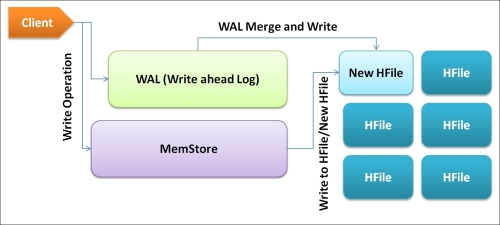 Client
WAL Merge and Write
WAL (Write ahead Log)
New HFile
HFile
Write Operation
MemStore
Write to HFile/New HFile
HFile
HFile
HFile
HFile